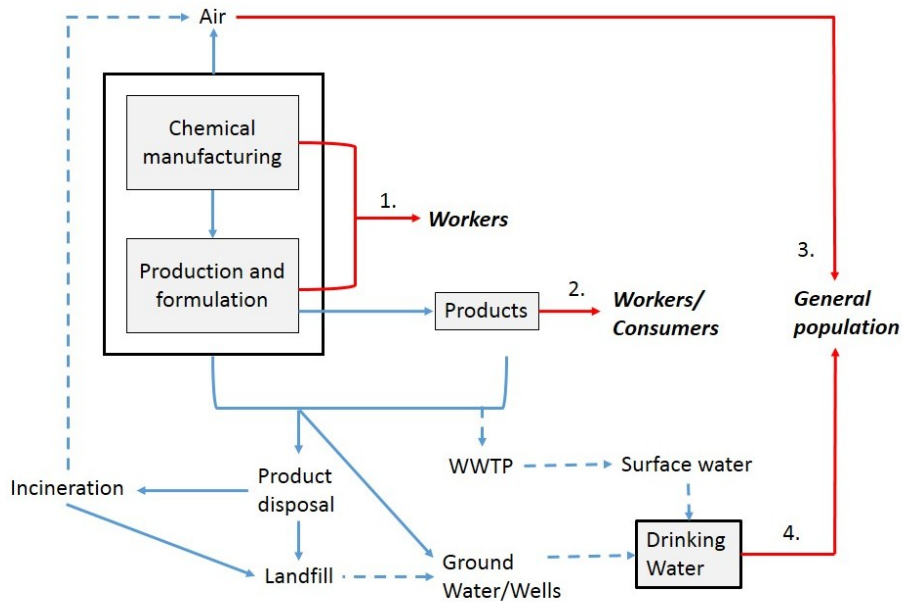 Air
Chemical
manufacturing
1.
Workers
3.
Production and
formulation
Products
2.
Workers/
Consumers
General
population
WWTP
Surface water
Incineration
Product
disposal
Drinking
Water
4.
Landfill
Ground
Water/Wells